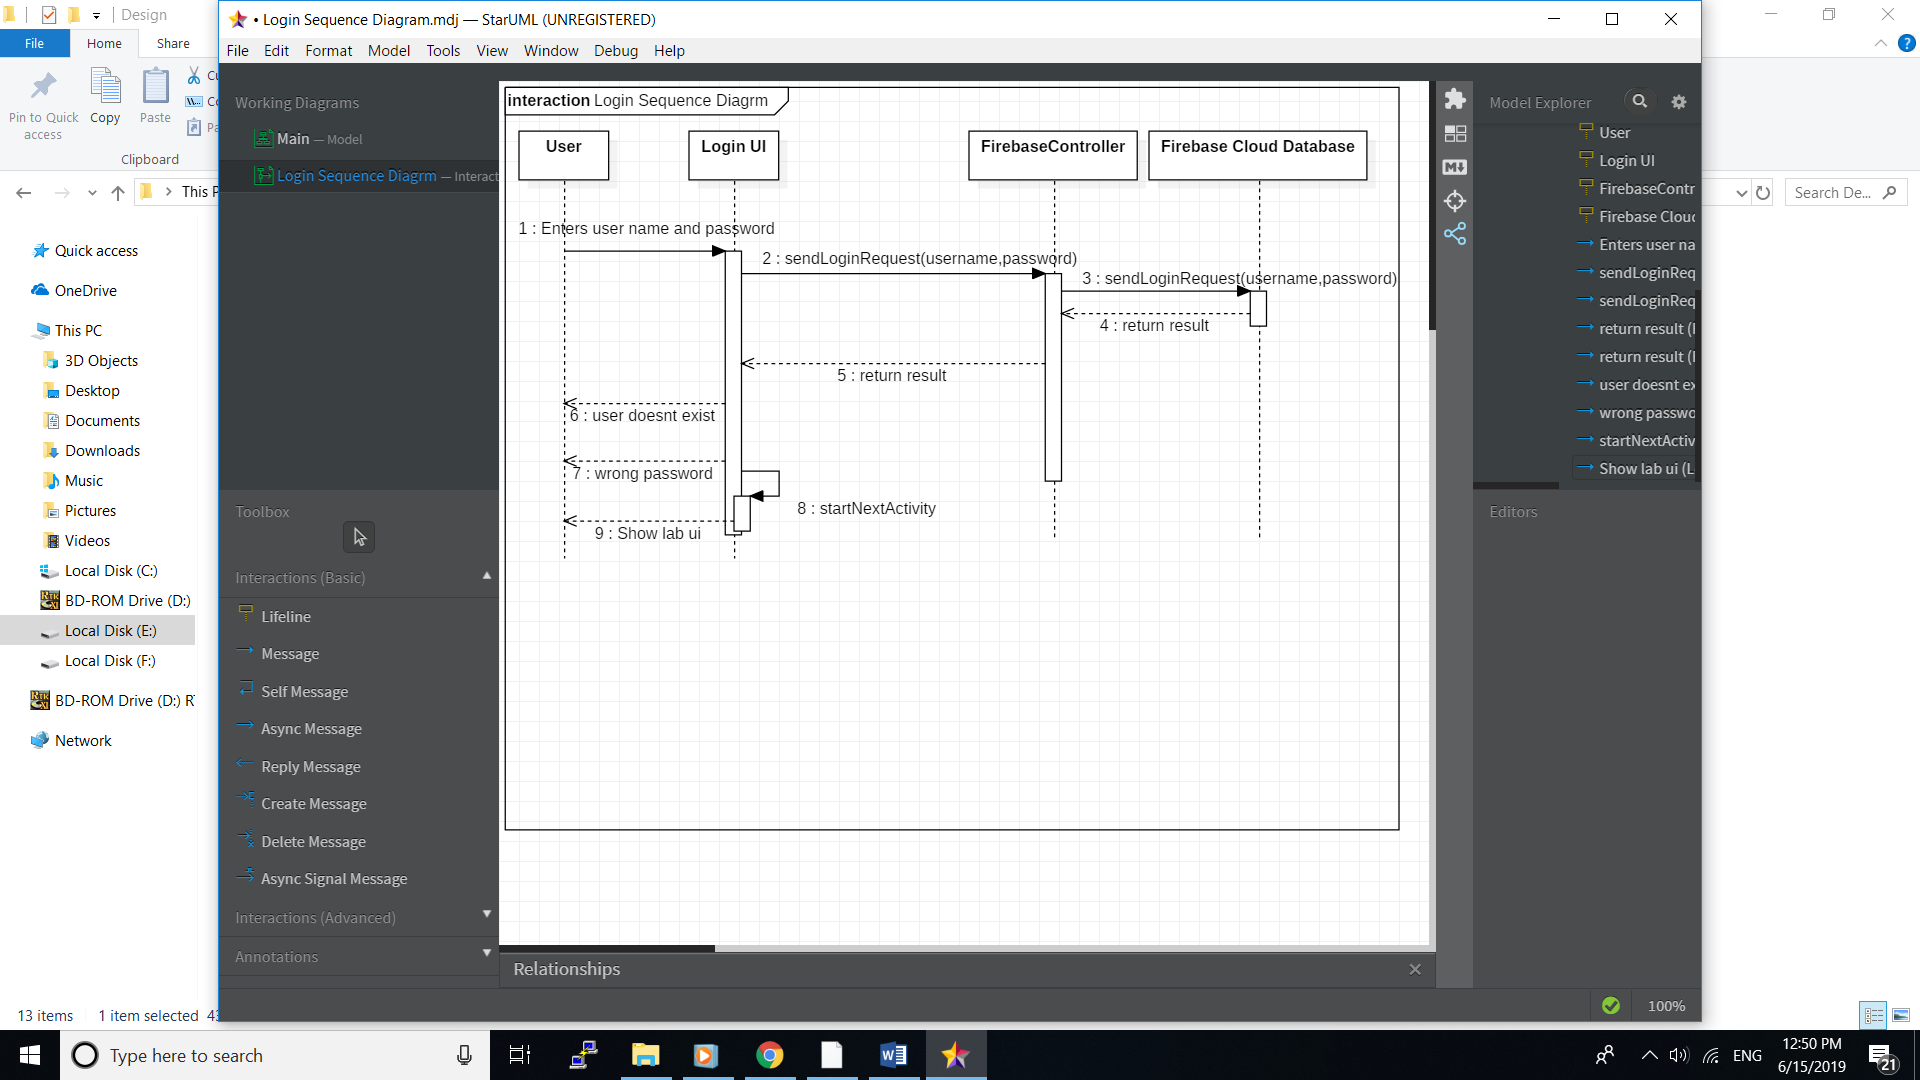 Design
• Login Sequence Diagram.mdj — StarUML (UNREGISTERED)
File
Home
Share
File Edit Format Model Tools View Window Debug Help
Pin to Quick access
Copy
Paste
Clipboard
This P
Search De...
Quick access
OneDrive
This PC
3D Objects
Desktop
Documents
Downloads
Music
Pictures
Videos
Local Disk (C:)
BD-ROM Drive (D:)
Local Disk (E:)
Local Disk (F:)
BD-ROM Drive (D:) R
Network
13 items
1 item selected
Working Diagrams
Main — Model
Login Sequence Diagrm — Interact
Toolbox
Interactions (Basic)
Lifeline
Message
Self Message
Async Message
Reply Message
Create Message
Delete Message
Async Signal Message
Interactions (Advanced)
Annotations
interaction Login Sequence Diagrm
User
Login UI
FirebaseController
Firebase Cloud Database
1 : Enters user name and password
2 : sendLoginRequest(username,password)
3 : sendLoginRequest(username,password)
4 : return result
5 : return result
6 : user doesnt exist
7 : wrong password
8 : startNextActivity
9 : Show lab ui
Relationships
Model Explorer
User
Login UI
FirebaseContr
Firebase Clou
Enters user na
sendLoginReq
sendLoginReq
return result (
return result (
user doesnt ex
wrong passwo
startNextActiv
Show lab ui (L
Editors
100%
Type here to search
ENG
12:50 PM
6/15/2019
21